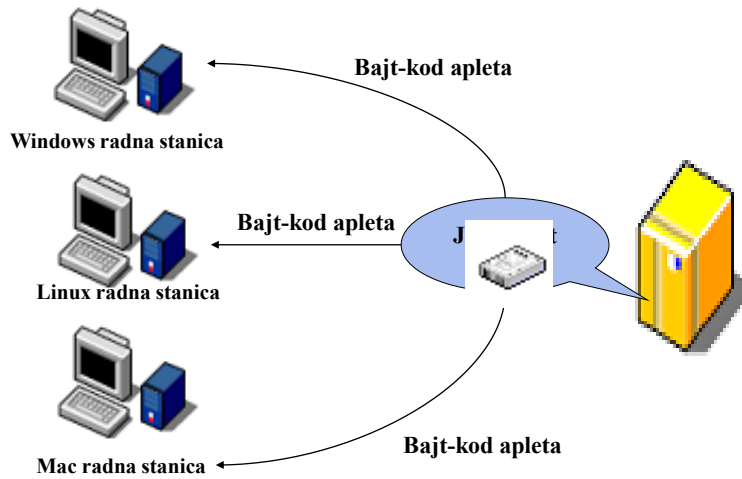 Bajt-kod apleta
Windows radna stanica
Bajt-kod apleta
Linux radna stanica
Bajt-kod apleta
Mac radna stanica